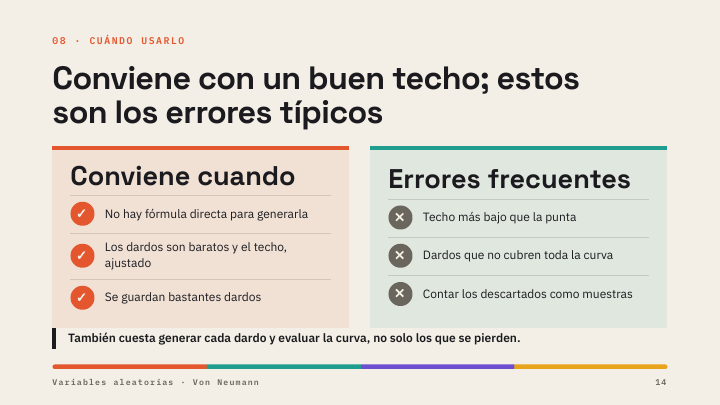 08 · CUÁNDO USARLO
Conviene con un buen techo; estos
son los errores típicos
Conviene cuando
✓ No hay fórmula directa para generarla
✓ Los dardos son baratos y el techo,
ajustado
✓ Se guardan bastantes dardos
Errores frecuentes
✕ Techo más bajo que la punta
✕ Dardos que no cubren toda la curva
✕ Contar los descartados como muestras
También cuesta generar cada dardo y evaluar la curva, no solo los que se pierden.
Variables aleatorias · Von Neumann
14